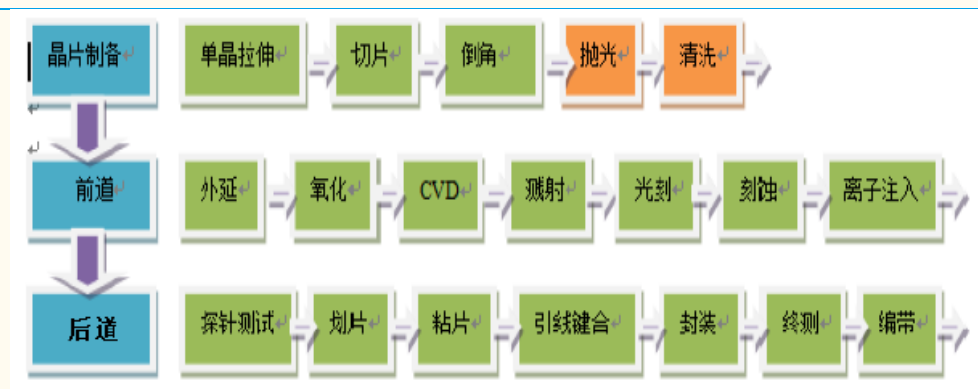 晶片制备 单晶拉伸 切片 倒角 抛光 清洗
前道 外延 氧化 CVD 溅射 光刻 刻蚀 离子注入
后道 探针测试 划片 粘片 引线键合 封装 终测 编带